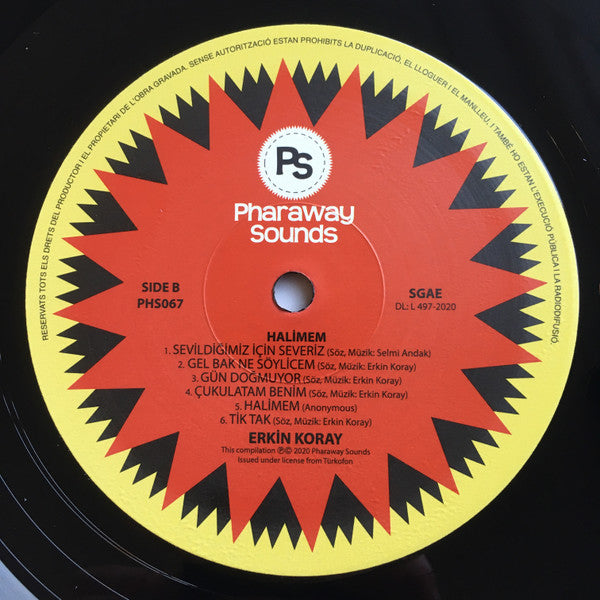 RESERVATS TOTS ELS DRETS DEL PRODUCTOR I EL PROPIETARI DE L'OBRA GRAVADA. SENSE AUTORITZACIÓ ESTAN PROHIBITS LA DUPLICACIÓ, EL LLOGUER I EL MANLLEU, I TAMBÉ HO ESTAN L'EXECUCIÓ PÚBLICA I LA RADIODIFUSIÓ.
PS
Pharaway
Sounds
SIDE B
PHS067
SGAE
DL: L 497-2020
HALİMEM
1. SEVİLDİĞİMİZ İÇİN SEVERİZ (Söz, Müzik: Selmi Andak)
2. GEL BAK NE SÖYLİCEM (Söz, Müzik: Erkin Koray)
3. GÜN DOĞMUYOR (Söz, Müzik: Erkin Koray)
4. ÇUKULATAM BENİM (Söz, Müzik: Erkin Koray)
5. HALİMEM (Anonymous)
6. TİK TAK (Söz, Müzik: Erkin Koray)
ERKİN KORAY
This compilation ℗© 2020 Pharaway Sounds
Issued under license from Türkofon